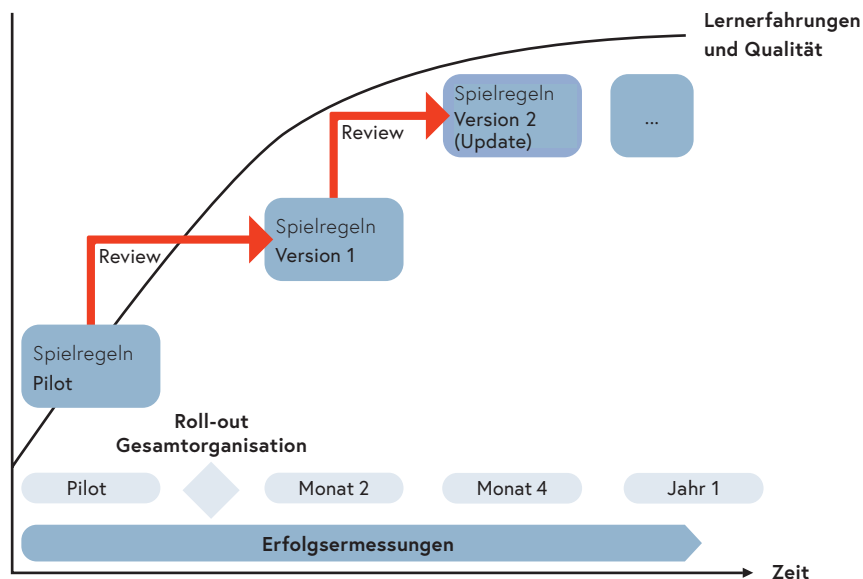 Lernerfahrungen
und Qualität
Spielregeln
Version 2
(Update)
...
Review
Spielregeln
Version 1
Review
Spielregeln
Pilot
Roll-out
Gesamtorganisation
Pilot
Monat 2
Monat 4
Jahr 1
Erfolgsermessungen
Zeit